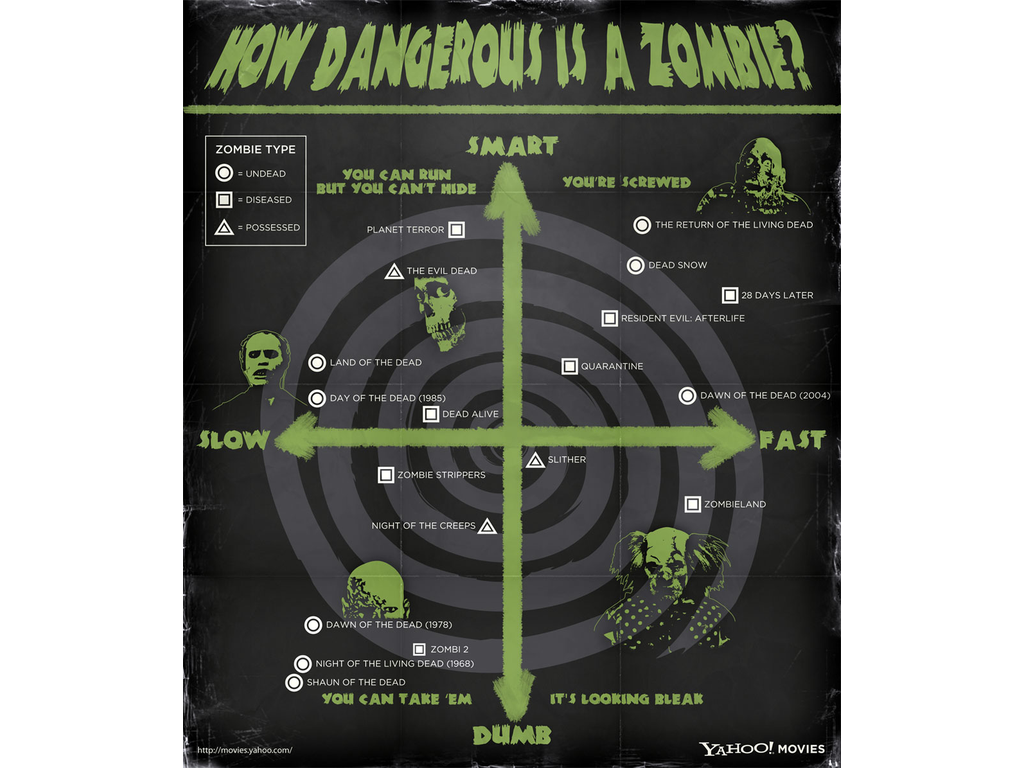 HOW DANGEROUS IS A ZOMBIE?
SMART
ZOMBIE TYPE
= UNDEAD
= DISEASED
= POSSESSED
YOU CAN RUN
BUT YOU CAN'T HIDE
YOU'RE SCREWED
PLANET TERROR
THE RETURN OF THE LIVING DEAD
THE EVIL DEAD
DEAD SNOW
28 DAYS LATER
RESIDENT EVIL: AFTERLIFE
LAND OF THE DEAD
QUARANTINE
DAY OF THE DEAD (1985)
DAWN OF THE DEAD (2004)
DEAD ALIVE
SLOW
FAST
SLITHER
ZOMBIE STRIPPERS
ZOMBIELAND
NIGHT OF THE CREEPS
DAWN OF THE DEAD (1978)
ZOMBI 2
NIGHT OF THE LIVING DEAD (1968)
SHAUN OF THE DEAD
YOU CAN TAKE 'EM
IT'S LOOKING BLEAK
DUMB
http://movies.yahoo.com/
YAHOO! MOVIES